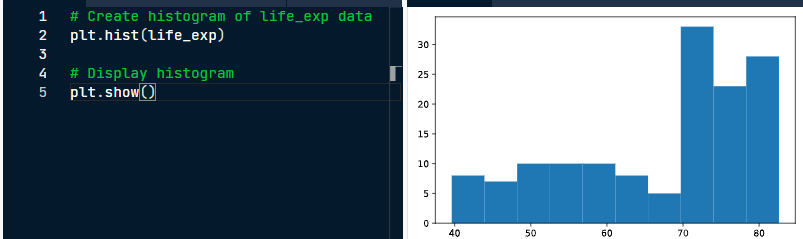 1 # Create histogram of life_exp data
2 plt.hist(life_exp)
3
4 # Display histogram
5 plt.show()
30
25
20
15
10
5
0
40 50 60 70 80